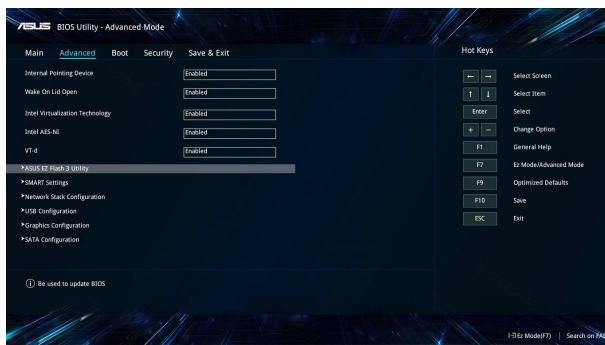 ASUS BIOS Utility - Advanced Mode
Main Advanced Boot Security Save & Exit
Internal Pointing Device Enabled
Wake On Lid Open Enabled
Intel Virtualization Technology Enabled
Intel AES-NI Enabled
VT-d Enabled
ASUS EZ Flash 3 Utility
SMART Settings
Network Stack Configuration
USB Configuration
Graphics Configuration
SATA Configuration
Be used to update BIOS
Hot Keys
← → Select Screen
↑ ↓ Select Item
Enter Select
+ − Change Option
F1 General Help
F7 Ez Mode/Advanced Mode
F9 Optimized Defaults
F10 Save
ESC Exit
Ez Mode(F7) | Search on FA